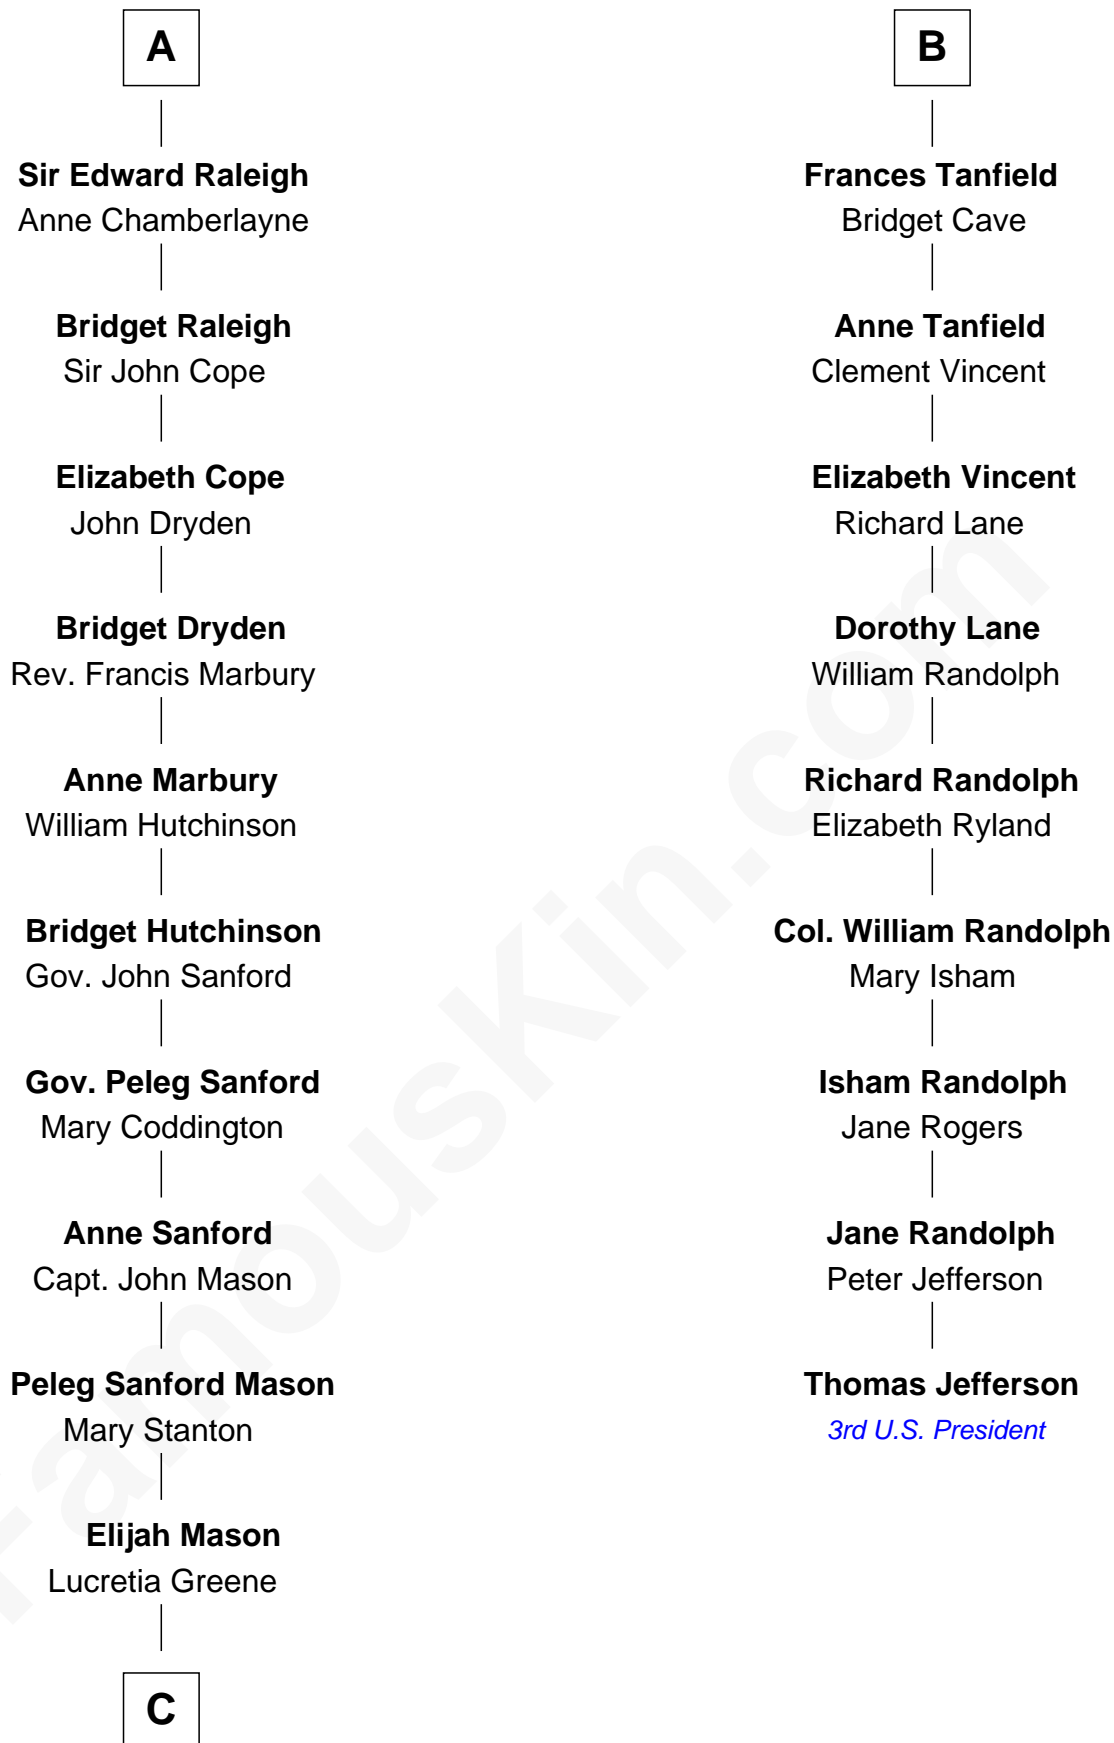 A
Sir Edward Raleigh
Anne Chamberlayne
Bridget Raleigh
Sir John Cope
Elizabeth Cope
John Dryden
Bridget Dryden
Rev. Francis Marbury
Anne Marbury
William Hutchinson
Bridget Hutchinson
Gov. John Sanford
Gov. Peleg Sanford
Mary Coddington
Anne Sanford
Capt. John Mason
Peleg Sanford Mason
Mary Stanton
Elijah Mason
Lucretia Greene
C
B
Frances Tanfield
Bridget Cave
Anne Tanfield
Clement Vincent
Elizabeth Vincent
Richard Lane
Dorothy Lane
William Randolph
Richard Randolph
Elizabeth Ryland
Col. William Randolph
Mary Isham
Isham Randolph
Jane Rogers
Jane Randolph
Peter Jefferson
Thomas Jefferson
3rd U.S. President
FamousKin.com